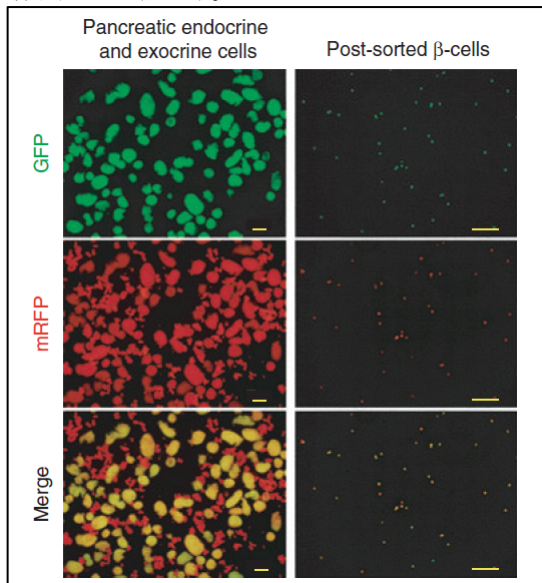 Pancreatic endocrine
and exocrine cells
Post-sorted β-cells
GFP
mRFP
Merge